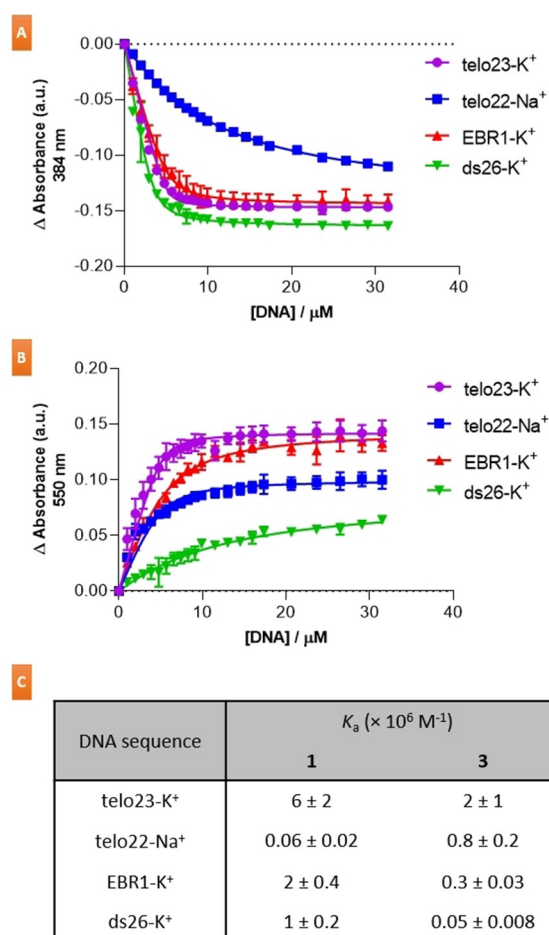 A
Δ Absorbance (a.u.)
384 nm
0.00
-0.05
-0.10
-0.15
-0.20
0
10
20
30
40
[DNA] / μM
telo23-K⁺
telo22-Na⁺
EBR1-K⁺
ds26-K⁺
B
Δ Absorbance (a.u.)
550 nm
0.20
0.15
0.10
0.05
0.00
0
10
20
30
40
[DNA] / μM
telo23-K⁺
telo22-Na⁺
EBR1-K⁺
ds26-K⁺
C
DNA sequence
Kₐ (× 10⁶ M⁻¹)
1 3
telo23-K⁺ 6 ± 2 2 ± 1
telo22-Na⁺ 0.06 ± 0.02 0.8 ± 0.2
EBR1-K⁺ 2 ± 0.4 0.3 ± 0.03
ds26-K⁺ 1 ± 0.2 0.05 ± 0.008